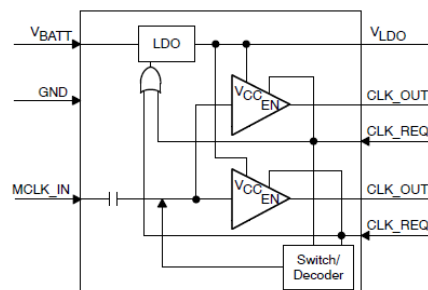 VBATT
LDO
VLDO
GND
VCC
EN
CLK_OUT
CLK_REQ
MCLK_IN
VCC
EN
CLK_OUT
CLK_REQ
Switch/
Decoder